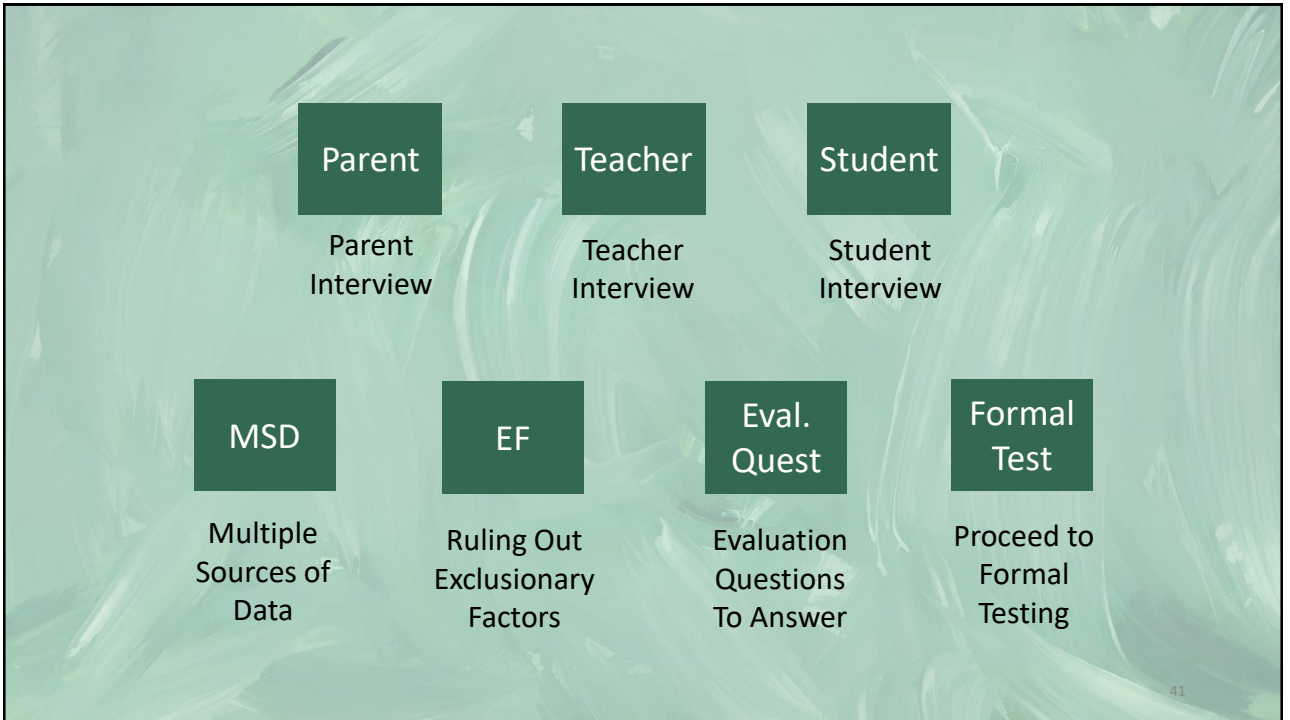 Parent
Teacher
Student
Parent
Interview
Teacher
Interview
Student
Interview
MSD
EF
Eval.
Quest
Formal
Test
Multiple
Sources of
Data
Ruling Out
Exclusionary
Factors
Evaluation
Questions
To Answer
Proceed to
Formal
Testing
41